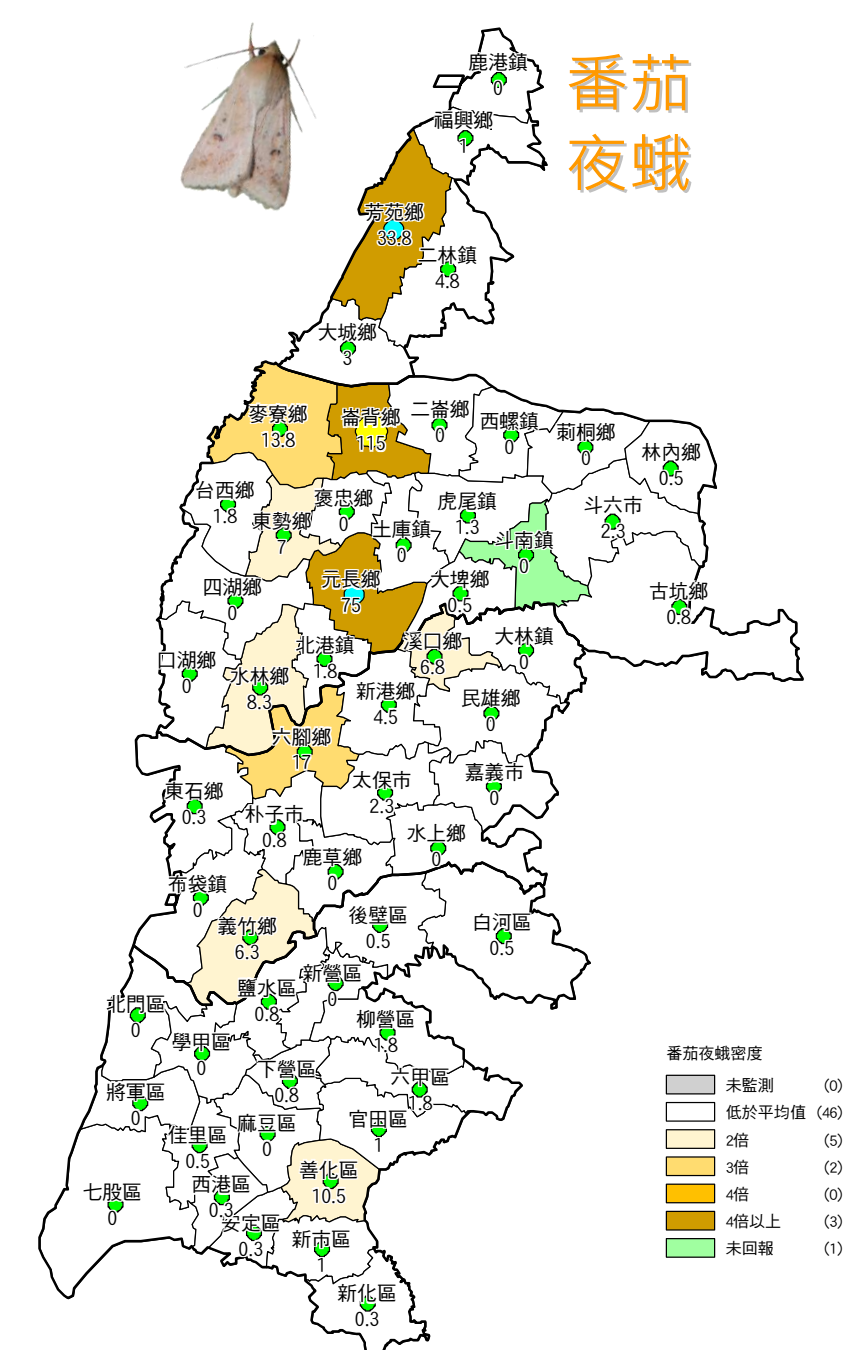 番茄
夜蛾
鹿港鎮
0
福興鄉
1
芳苑鄉
33.8
二林鎮
4.8
大城鄉
3
麥寮鄉
13.8
崙背鄉
115
二崙鄉
0
西螺鎮
0
莿桐鄉
0
林內鄉
0.5
台西鄉
1.8
東勢鄉
7
褒忠鄉
0
土庫鎮
0
虎尾鎮
1.3
斗南鎮
0
斗六市
2.3
四湖鄉
0
元長鄉
75
大埤鄉
0.5
古坑鄉
0.8
口湖鄉
0
水林鄉
8.3
北港鎮
1.8
溪口鄉
6.8
大林鎮
0
新港鄉
4.5
民雄鄉
0
六腳鄉
17
東石鄉
0.3
朴子市
0.8
太保市
2.3
嘉義市
0
水上鄉
0
鹿草鄉
0
布袋鎮
0
義竹鄉
6.3
後壁區
0.5
白河區
0.5
新營區
0
鹽水區
0.8
北門區
0
柳營區
1.8
學甲區
0
下營區
0.8
六甲區
1.8
將軍區
0
麻豆區
0
官田區
1
佳里區
0.5
善化區
10.5
七股區
0
西港區
0.3
安定區
0.3
新市區
1
新化區
0.3
番茄夜蛾密度
未監測 (0)
低於平均值 (46)
2倍 (5)
3倍 (2)
4倍 (0)
4倍以上 (3)
未回報 (1)